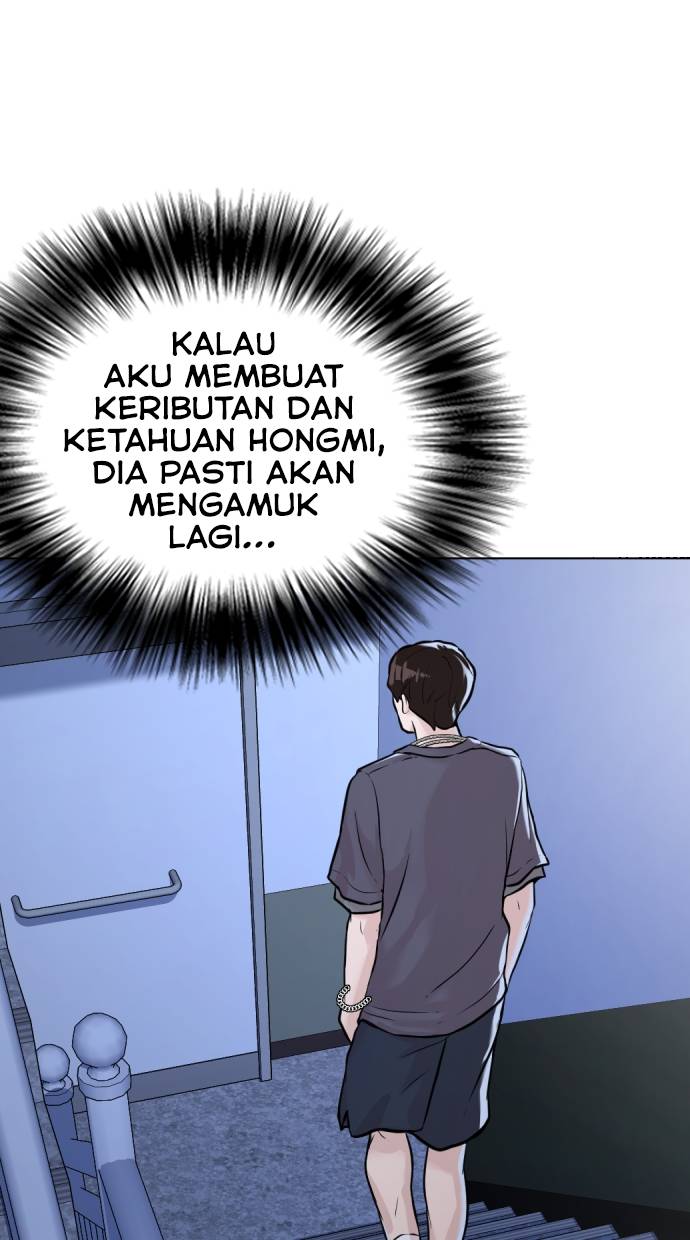 KALAU
AKU MEMBUAT
KERIBUTAN DAN
KETAHUAN HONGMI,
DIA PASTI AKAN
MENGAMUK
LAGI...